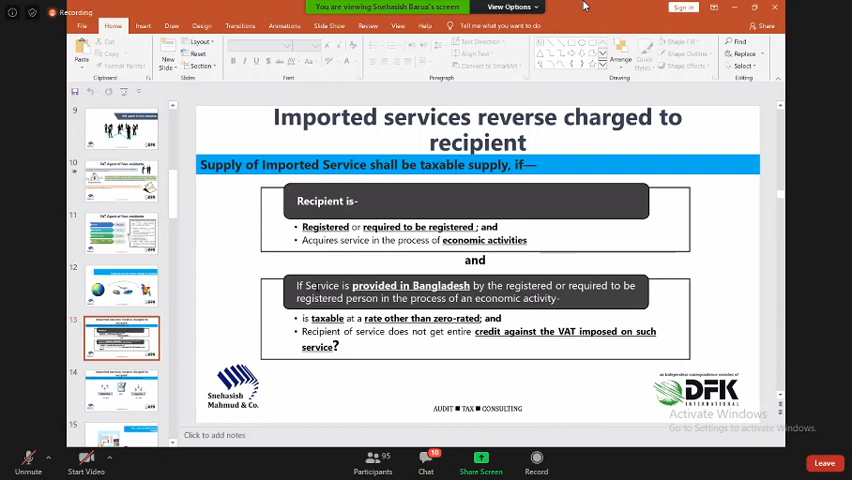 Recording
You are viewing Snehasish Barua's screen
View Options
Sign in
File Home Insert Draw Design Transitions Animations Slide Show Review View Help Tell me what you want to do Share
Paste
Cut
Copy
Format Painter
Clipboard
New Slide
Layout
Reset
Section
Slides
Font
Text Direction
Align Text
Convert to SmartArt
Paragraph
Arrange
Quick Styles
Shape Fill
Shape Outline
Shape Effects
Drawing
Find
Replace
Select
Editing
9
10
11
12
13
14
15
Imported services reverse charged to
recipient
Supply of Imported Service shall be taxable supply, if—
Recipient is-
• Registered or required to be registered ; and
• Acquires service in the process of economic activities
and
If Service is provided in Bangladesh by the registered or required to be
registered person in the process of an economic activity-
• is taxable at a rate other than zero-rated; and
• Recipient of service does not get entire credit against the VAT imposed on such
service?
Snehasish
Mahmud & Co.
AUDIT ■ TAX ■ CONSULTING
an independent correspondent member of
DFK
INTERNATIONAL
Activate Windows
Go to Settings to activate Windows.
Click to add notes
Unmute
Start Video
95
Participants
10
Chat
Share Screen
Record
Leave